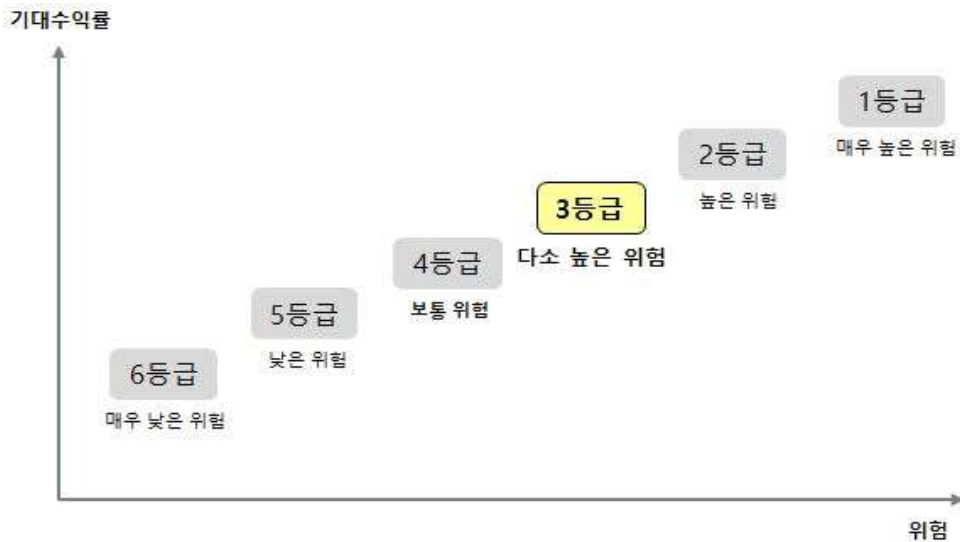 기대수익률
1등급
매우 높은 위험
2등급
높은 위험
3등급
다소 높은 위험
4등급
보통 위험
5등급
낮은 위험
6등급
매우 낮은 위험
위험